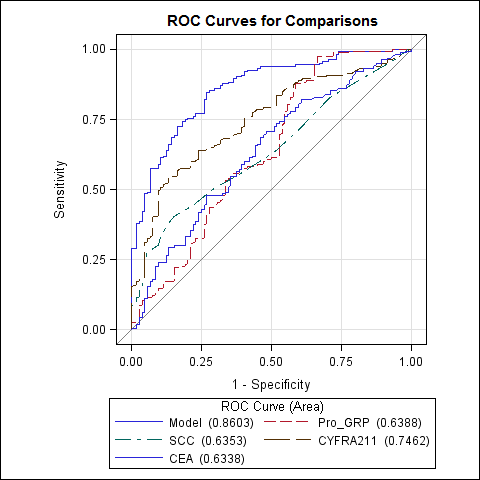 ROC Curves for Comparisons
1.00
0.75
0.50
0.25
0.00
Sensitivity
0.00 0.25 0.50 0.75 1.00
1 - Specificity
ROC Curve (Area)
Model (0.8603) Pro_GRP (0.6388)
SCC (0.6353) CYFRA211 (0.7462)
CEA (0.6338)